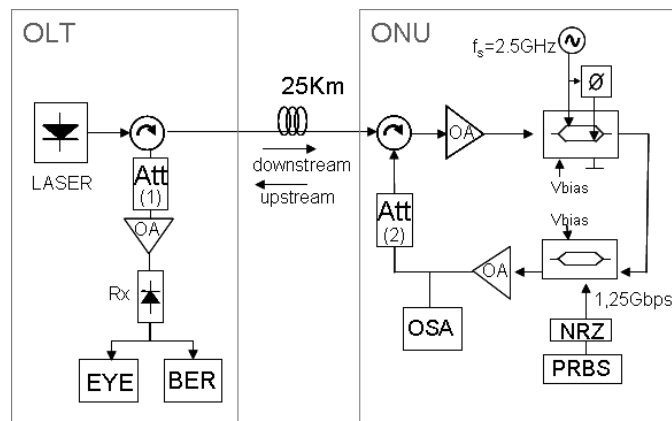 OLT
ONU
fs=2.5GHz
ø
25Km
OA
LASER
downstream
upstream
Att
(1)
Att
(2)
Vbias
Vbias
OA
OA
Rx
1,25Gbps
OSA
NRZ
EYE
BER
PRBS